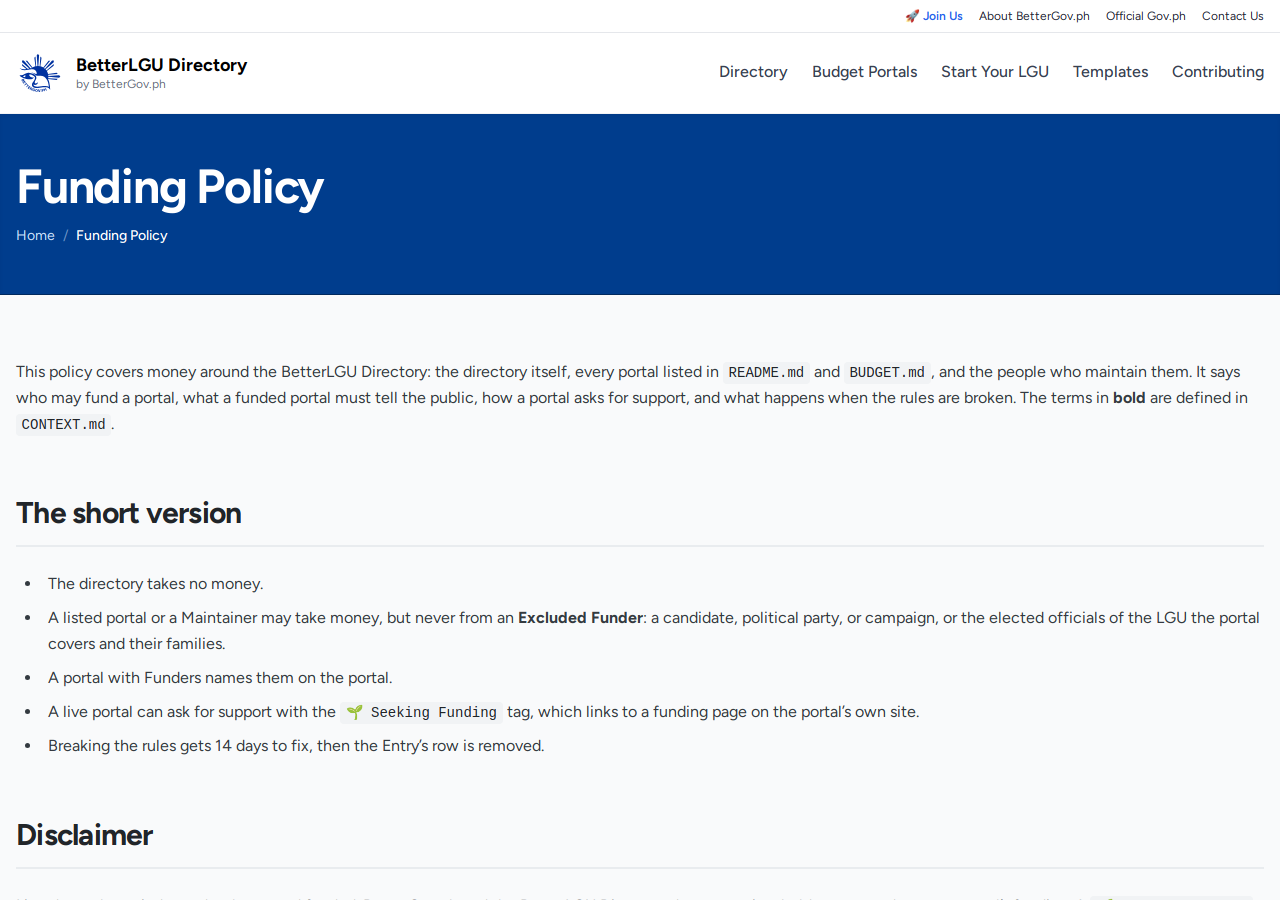 🚀 Join Us About BetterGov.ph Official Gov.ph Contact Us
BetterLGU Directory
by BetterGov.ph
Directory Budget Portals Start Your LGU Templates Contributing
Funding Policy
Home / Funding Policy
This policy covers money around the BetterLGU Directory: the directory itself, every portal listed in README.md and BUDGET.md, and the people who maintain them. It says
who may fund a portal, what a funded portal must tell the public, how a portal asks for support, and what happens when the rules are broken. The terms in bold are defined in
CONTEXT.md.
The short version
• The directory takes no money.
• A listed portal or a Maintainer may take money, but never from an Excluded Funder: a candidate, political party, or campaign, or the elected officials of the LGU the portal
covers and their families.
• A portal with Funders names them on the portal.
• A live portal can ask for support with the 🌱 Seeking Funding tag, which links to a funding page on the portal’s own site.
• Breaking the rules gets 14 days to fix, then the Entry’s row is removed.
Disclaimer